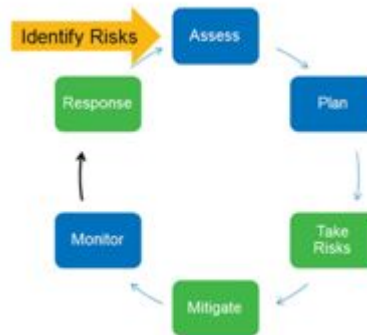 Identify Risks
Assess
Plan
Take
Risks
Mitigate
Monitor
Response